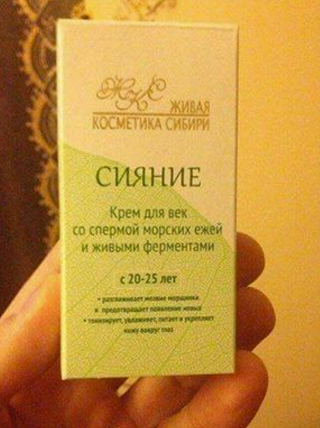 ЖКС
ЖИВАЯ
КОСМЕТИКА СИБИРИ
СИЯНИЕ
Крем для век
со спермой морских ежей
и живыми ферментами
с 20-25 лет
• разглаживает мелкие морщинки
и предотвращает появление новых
• тонизирует, увлажняет, питает и укрепляет
кожу вокруг глаз